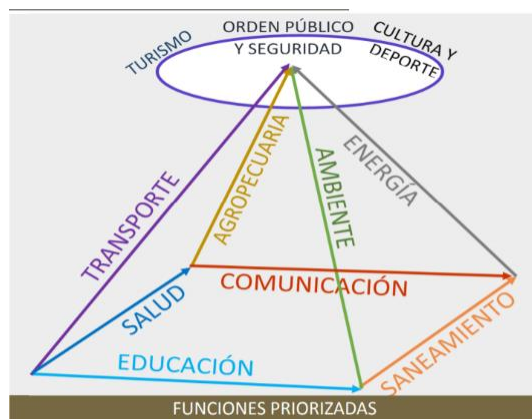 ORDEN PÚBLICO
Y SEGURIDAD
TURISMO
CULTURA Y
DEPORTE
TRANSPORTE
AGROPECUARIA
AMBIENTE
ENERGÍA
SALUD
COMUNICACIÓN
EDUCACIÓN
SANEAMIENTO
FUNCIONES PRIORIZADAS